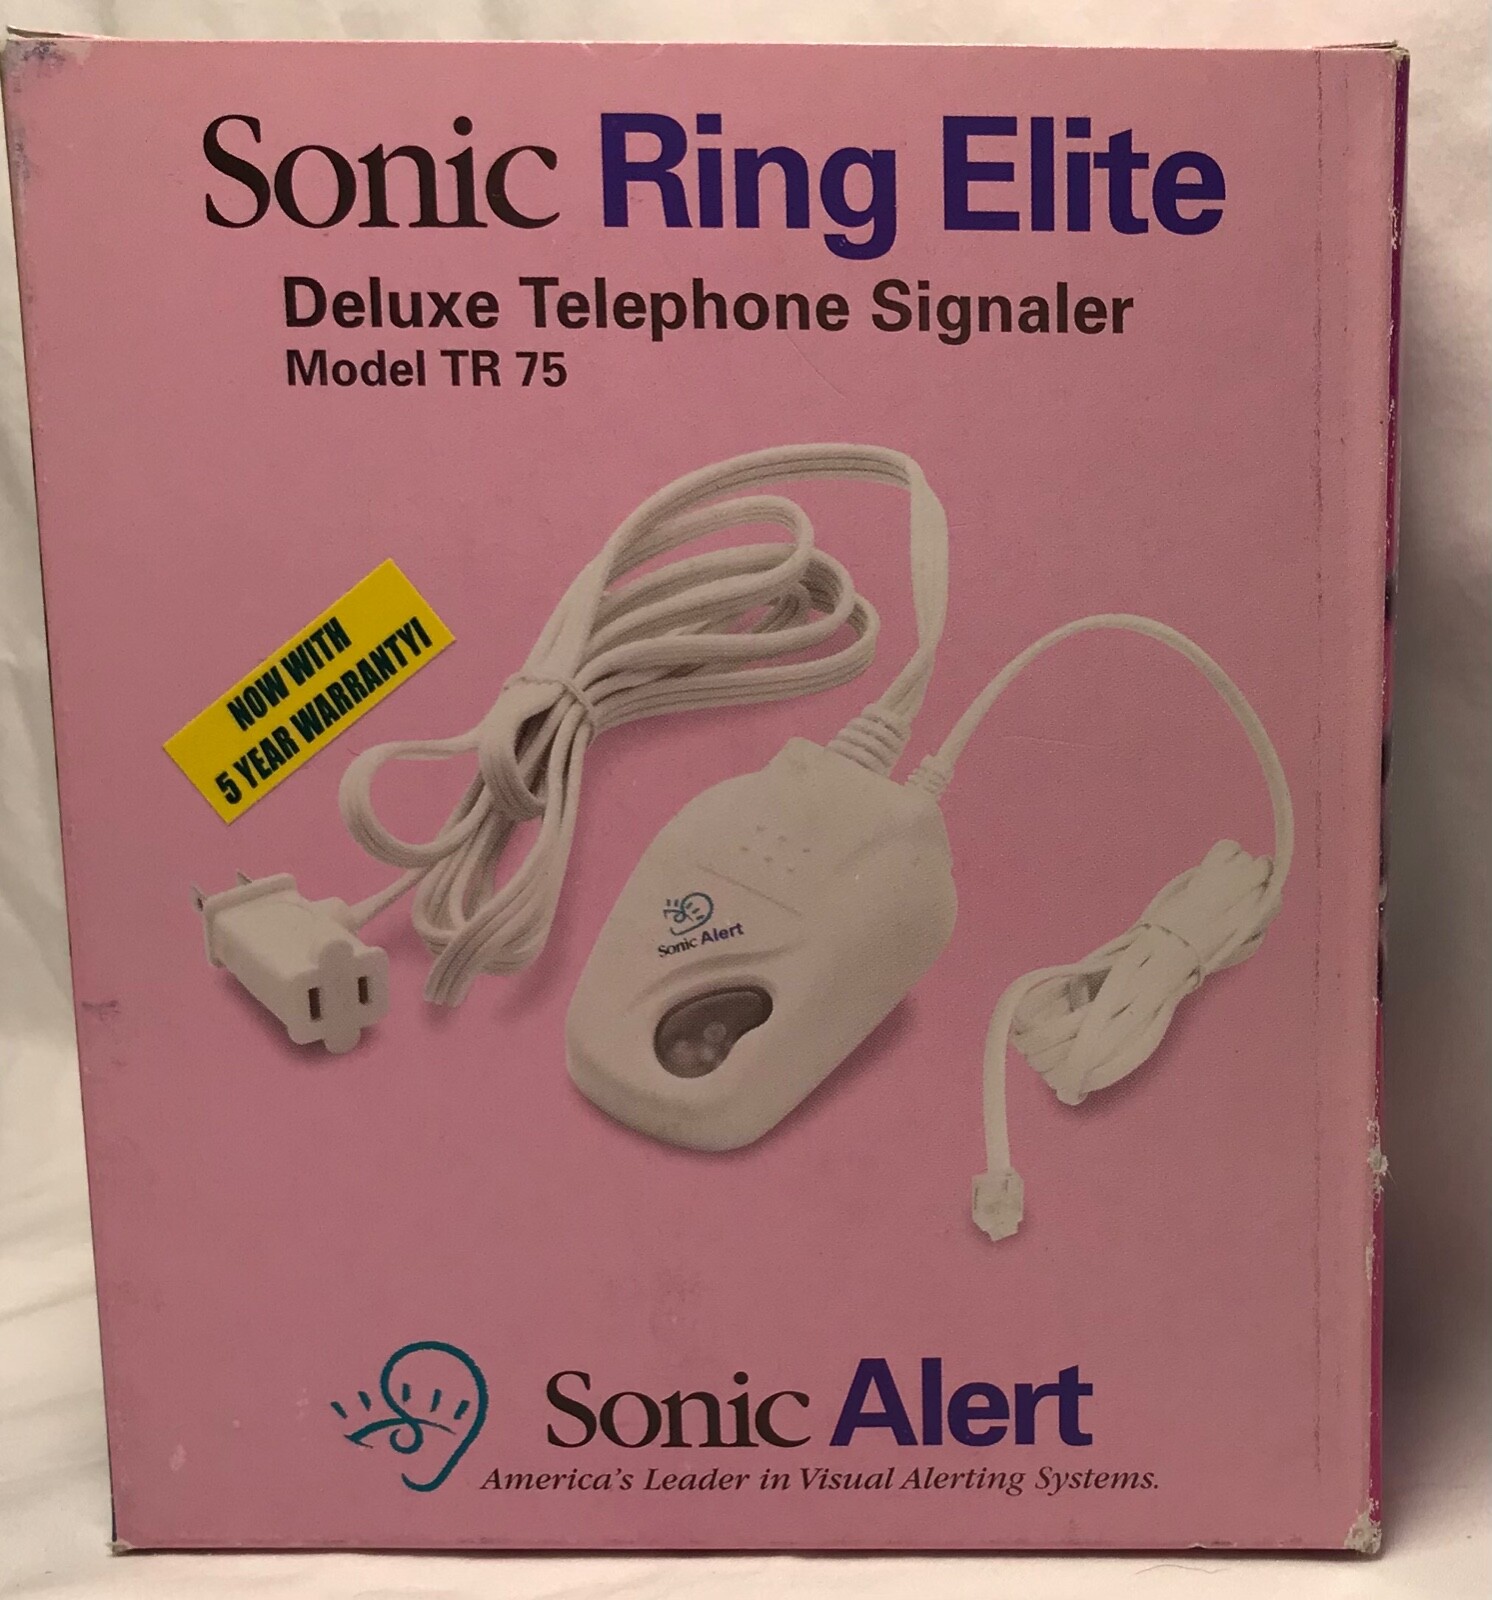 Sonic Ring Elite
Deluxe Telephone Signaler
Model TR 75
NOW WITH
5 YEAR WARRANTY!
Sonic Alert
Sonic Alert
America's Leader in Visual Alerting Systems.